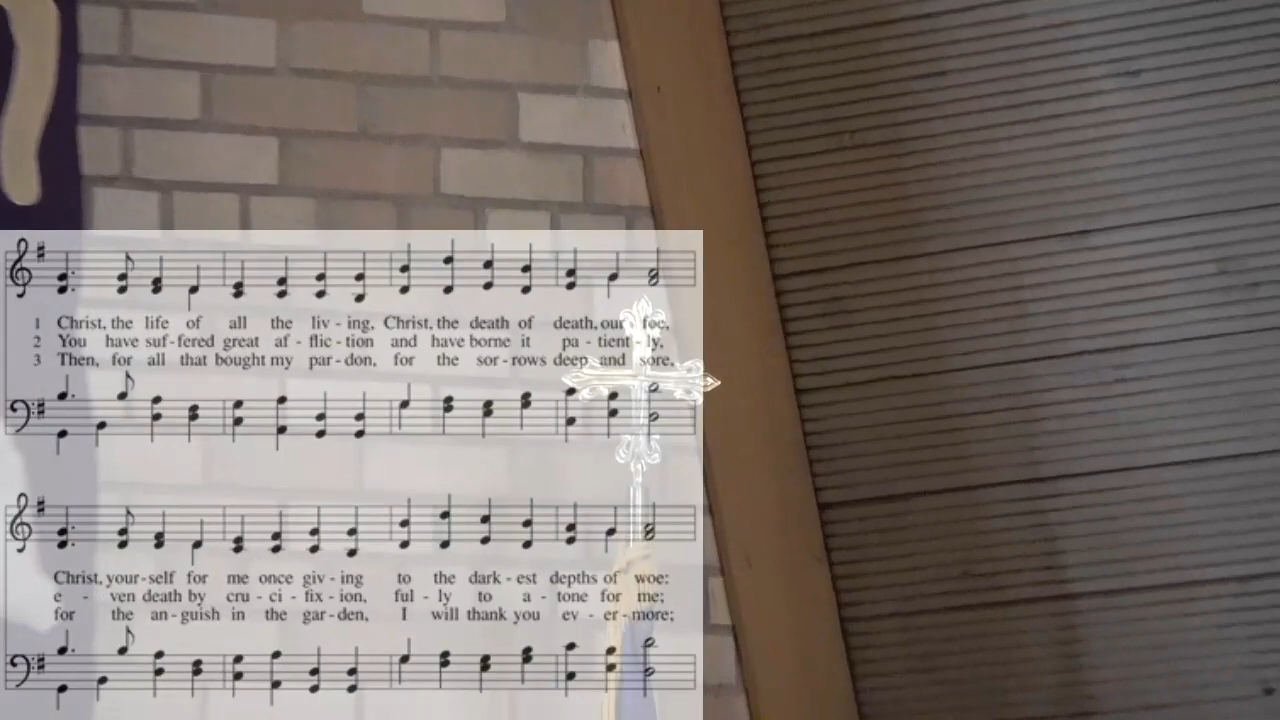 1 Christ, the life of all the liv - ing, Christ, the death of death, our foe,
2 You have suf - fered great af - flic - tion and have borne it pa - tient - ly,
3 Then, for all that bought my par - don, for the sor - rows deep and sore,
Christ, your - self for me once giv - ing to the dark - est depths of woe:
e - ven death by cru - ci - fix - ion, ful - ly to a - tone for me;
for the an - guish in the gar - den, I will thank you ev - er - more;